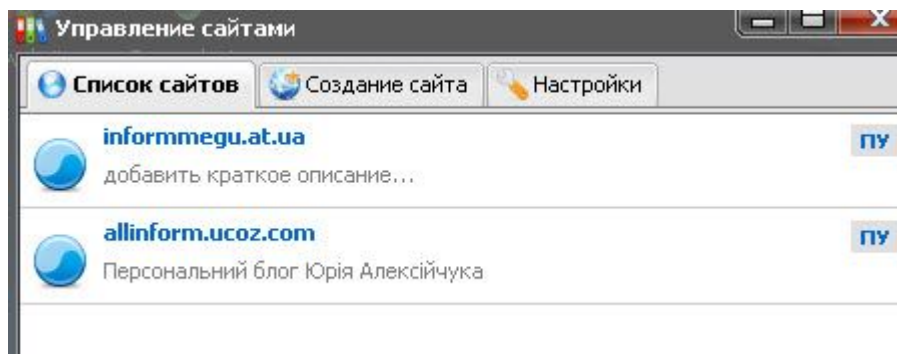 Управление сайтами
Список сайтов Создание сайта Настройки
informmegu.at.ua ПУ
добавить краткое описание...
allinform.ucoz.com ПУ
Персональний блог Юрія Алексійчука